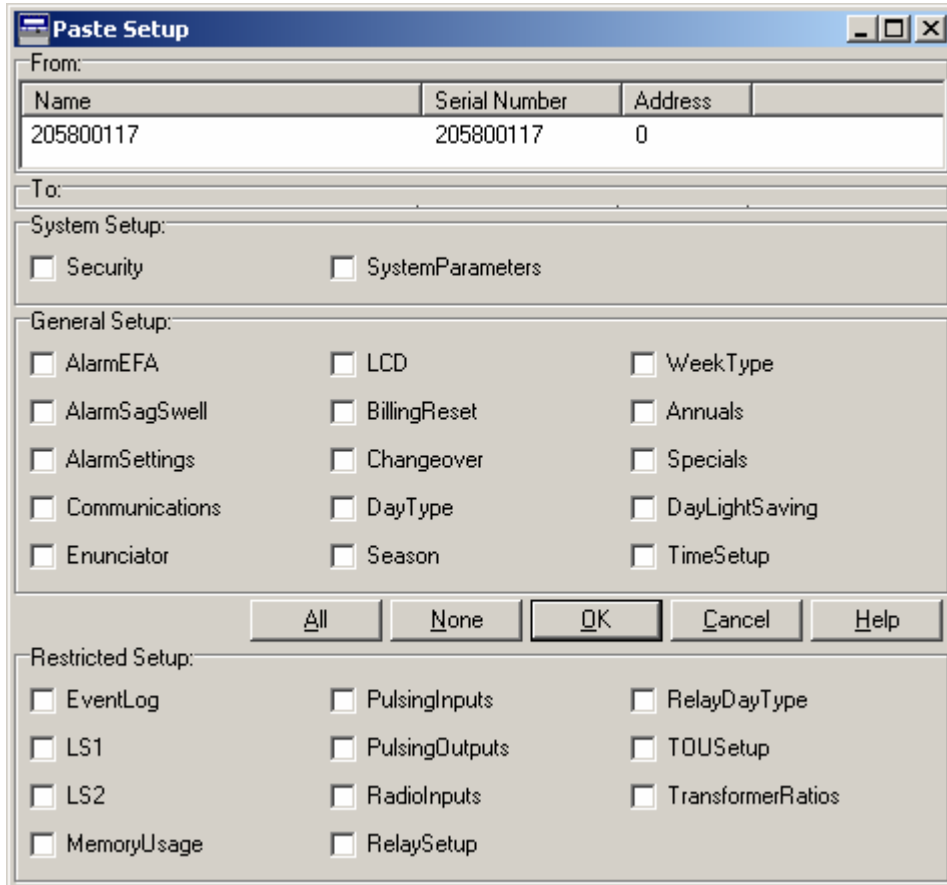 Paste Setup
From:
Name Serial Number Address
205800117 205800117 0
To:
System Setup:
Security SystemParameters
General Setup:
AlarmEFA LCD WeekType
AlarmSagSwell BillingReset Annuals
AlarmSettings Changeover Specials
Communications DayType DayLightSaving
Enunciator Season TimeSetup
All None OK Cancel Help
Restricted Setup:
EventLog PulsingInputs RelayDayType
LS1 PulsingOutputs TOUSetup
LS2 RadioInputs TransformerRatios
MemoryUsage RelaySetup